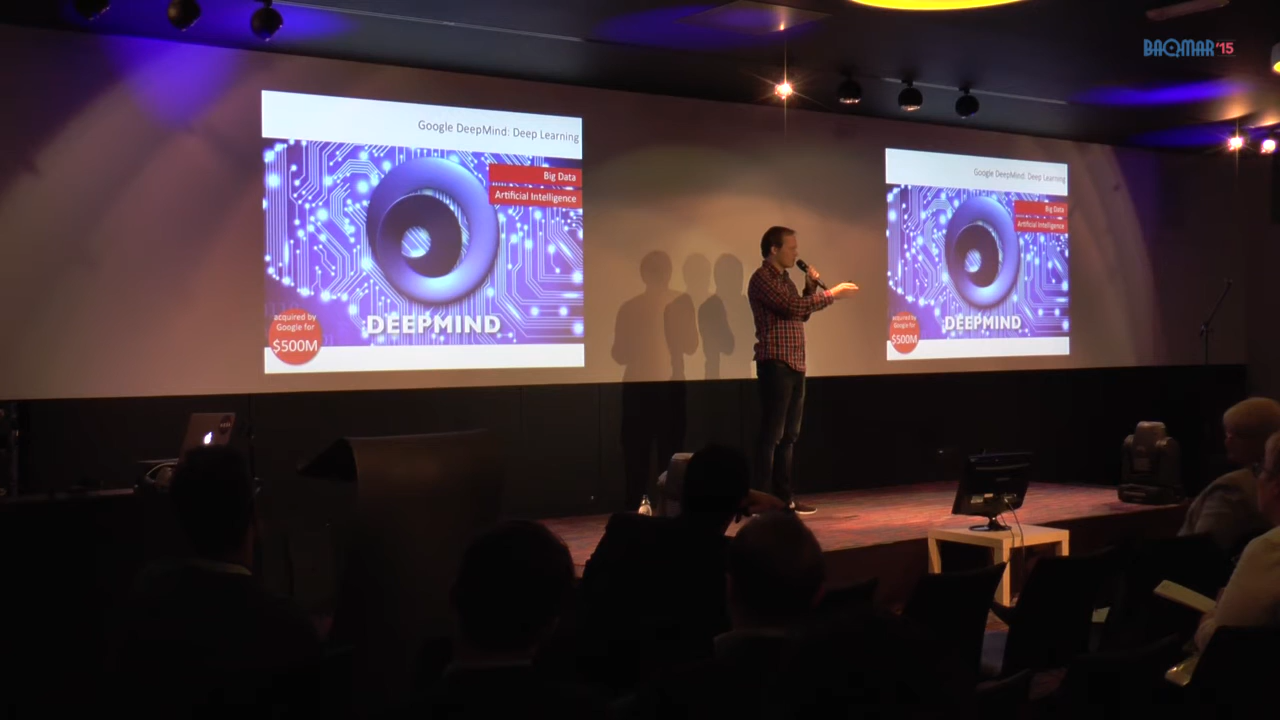 BAQMAR'15
Google DeepMind: Deep Learning
Big Data
Artificial Intelligence
acquired by
Google for
$500M
DEEPMIND
Google DeepMind: Deep Learning
Big Data
Artificial Intelligence
acquired by
Google for
$500M
DEEPMIND